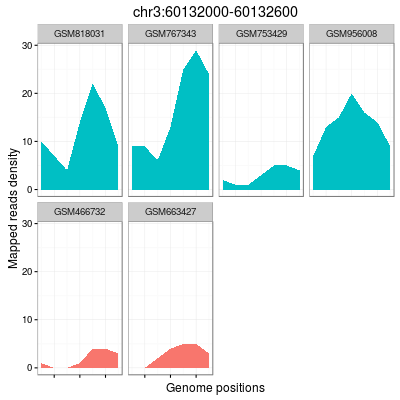 chr3:60132000-60132600
GSM818031 GSM767343 GSM753429 GSM956008
30
20
10
0
GSM466732 GSM663427
30
20
10
0
Mapped reads density
Genome positions